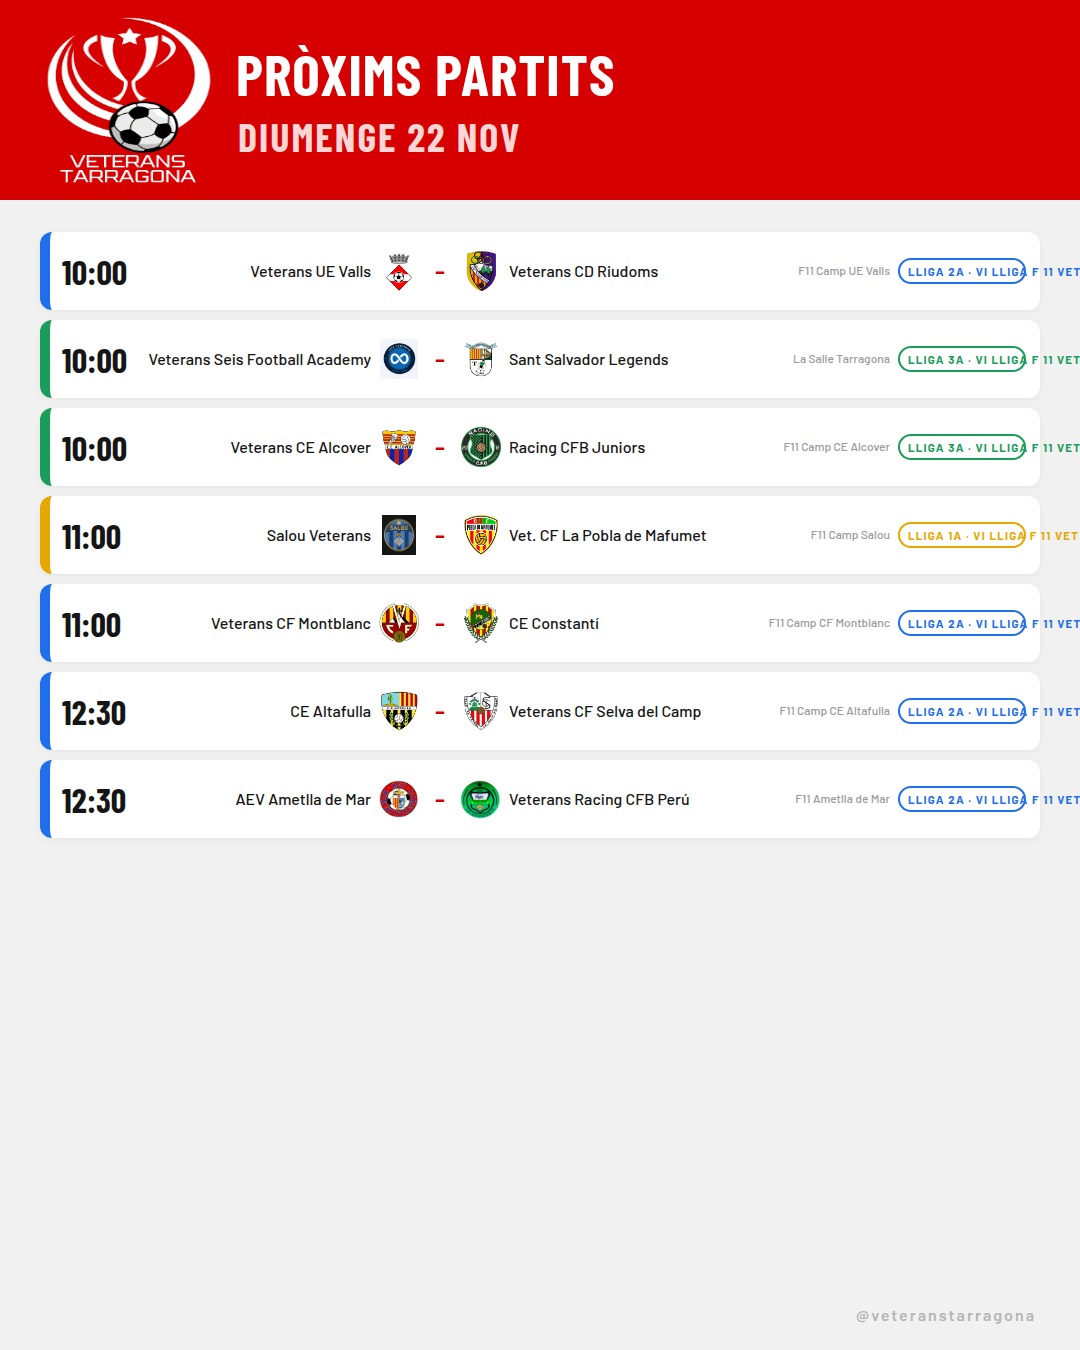 VETERANS
TARRAGONA
PRÒXIMS PARTITS
DIUMENGE 22 NOV
10:00 Veterans UE Valls - Veterans CD Riudoms F11 Camp UE Valls LLIGA 2A · VI LLIGA F 11 VET
10:00 Veterans Seis Football Academy - Sant Salvador Legends La Salle Tarragona LLIGA 3A · VI LLIGA F 11 VET
10:00 Veterans CE Alcover - Racing CFB Juniors F11 Camp CE Alcover LLIGA 3A · VI LLIGA F 11 VET
11:00 Salou Veterans - Vet. CF La Pobla de Mafumet F11 Camp Salou LLIGA 1A · VI LLIGA F 11 VET
11:00 Veterans CF Montblanc - CE Constantí F11 Camp CF Montblanc LLIGA 2A · VI LLIGA F 11 VET
12:30 CE Altafulla - Veterans CF Selva del Camp F11 Camp CE Altafulla LLIGA 2A · VI LLIGA F 11 VET
12:30 AEV Ametlla de Mar - Veterans Racing CFB Perú F11 Ametlla de Mar LLIGA 2A · VI LLIGA F 11 VET
@veteranstarragona